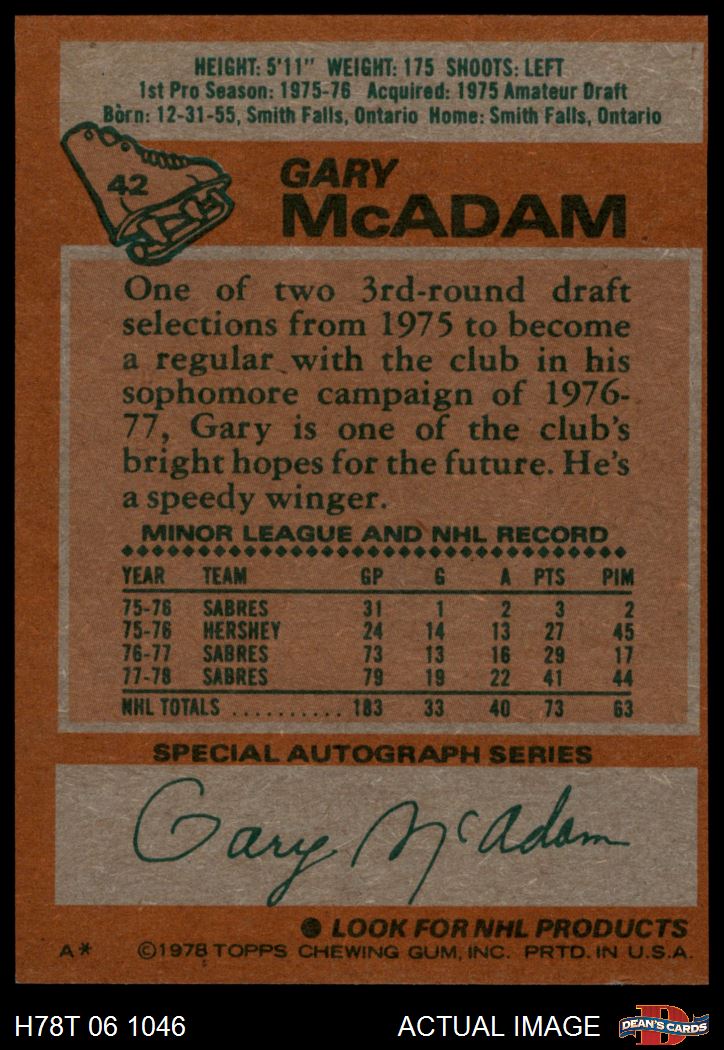 HEIGHT: 5'11" WEIGHT: 175 SHOOTS: LEFT
1st Pro Season: 1975-76 Acquired: 1975 Amateur Draft
Born: 12-31-55, Smith Falls, Ontario Home: Smith Falls, Ontario
42
GARY
McADAM
One of two 3rd-round draft
selections from 1975 to become
a regular with the club in his
sophomore campaign of 1976-
77, Gary is one of the club's
bright hopes for the future. He's
a speedy winger.
MINOR LEAGUE AND NHL RECORD
YEAR TEAM GP G A PTS PIM
75-76 SABRES 31 1 2 3 2
75-76 HERSHEY 24 14 13 27 45
76-77 SABRES 73 13 16 29 17
77-78 SABRES 79 19 22 41 44
NHL TOTALS .......... 183 33 40 73 63
SPECIAL AUTOGRAPH SERIES
Gary McAdam
● LOOK FOR NHL PRODUCTS
A* ©1978 TOPPS CHEWING GUM, INC. PRTD. IN U.S.A.
H78T 06 1046 ACTUAL IMAGE D DEAN'S CARDS